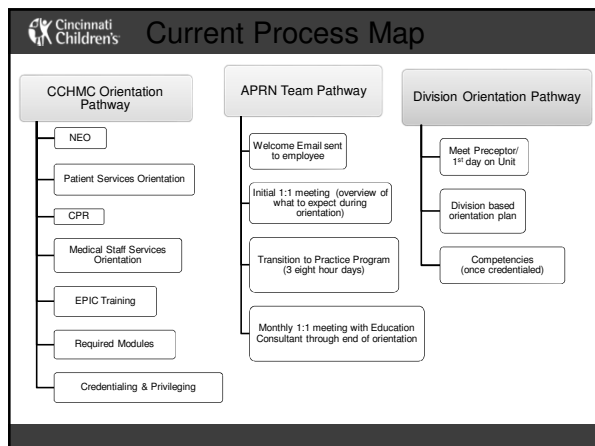 Cincinnati
Children's
Current Process Map
CCHMC Orientation
Pathway
NEO
Patient Services Orientation
CPR
Medical Staff Services
Orientation
EPIC Training
Required Modules
Credentialing & Privileging
APRN Team Pathway
Welcome Email sent
to employee
Initial 1:1 meeting (overview of
what to expect during
orientation)
Transition to Practice Program
(3 eight hour days)
Monthly 1:1 meeting with Education
Consultant through end of orientation
Division Orientation Pathway
Meet Preceptor/
1st day on Unit
Division based
orientation plan
Competencies
(once credentialed)